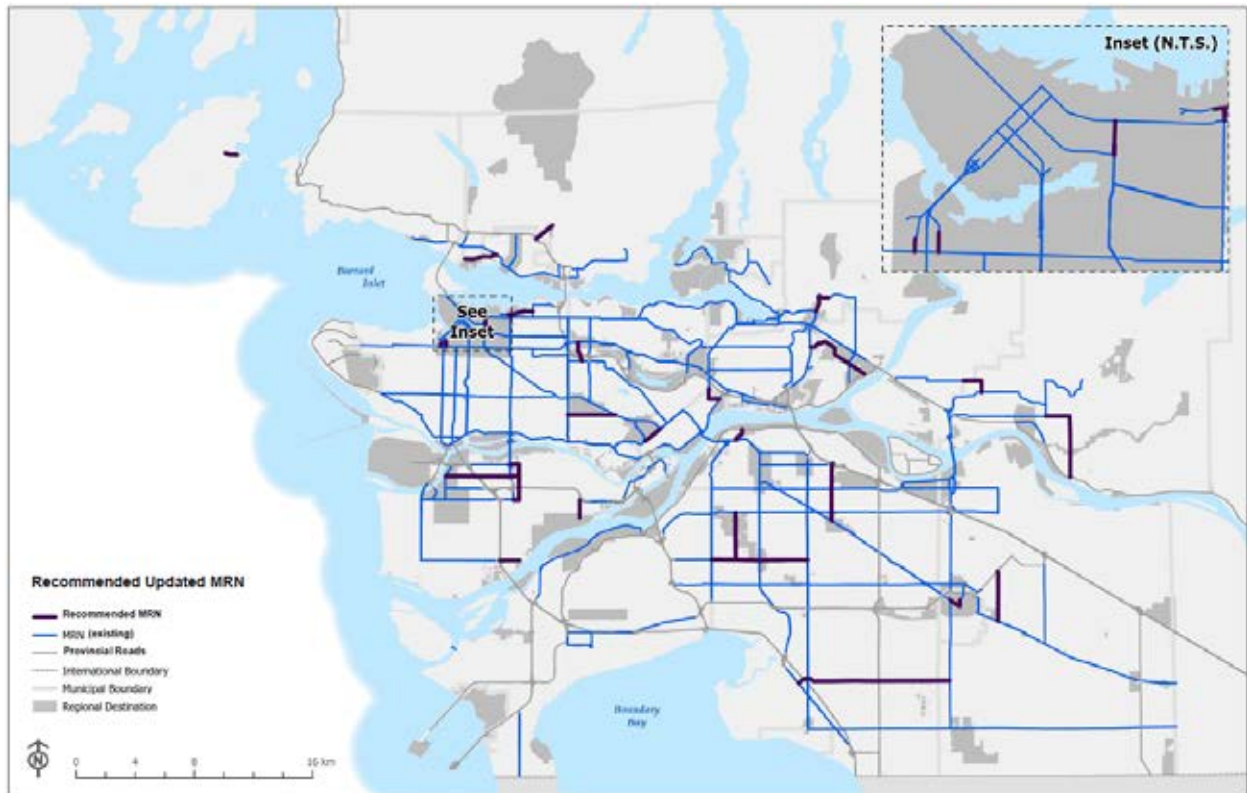 Inset (N.T.S.)
Burrard
Inlet
See
Inset
Recommended Updated MRN
Recommended MRN
MRN (existing)
Provincial Roads
International Boundary
Municipal Boundary
Regional Destination
Boundary
Bay
N
0 4 8 16 km